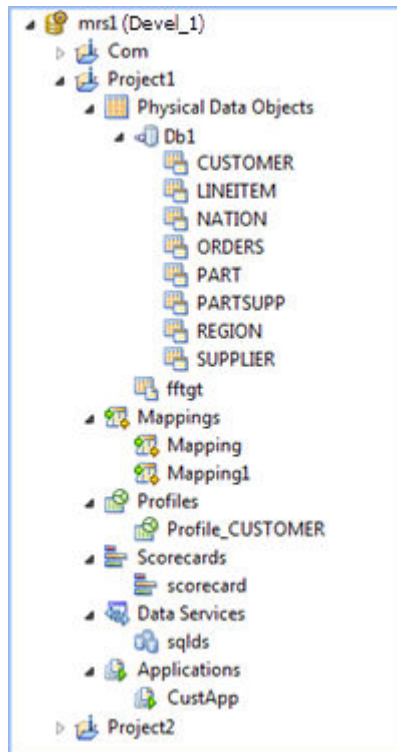 mrs1 (Devel_1)
Com
Project1
Physical Data Objects
Db1
CUSTOMER
LINEITEM
NATION
ORDERS
PART
PARTSUPP
REGION
SUPPLIER
fftgt
Mappings
Mapping
Mapping1
Profiles
Profile_CUSTOMER
Scorecards
scorecard
Data Services
sqlds
Applications
CustApp
Project2